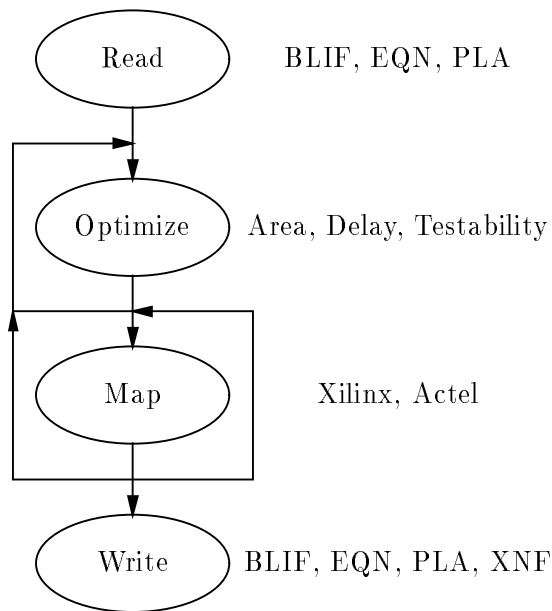 Read BLIF, EQN, PLA
Optimize Area, Delay, Testability
Map Xilinx, Actel
Write BLIF, EQN, PLA, XNF